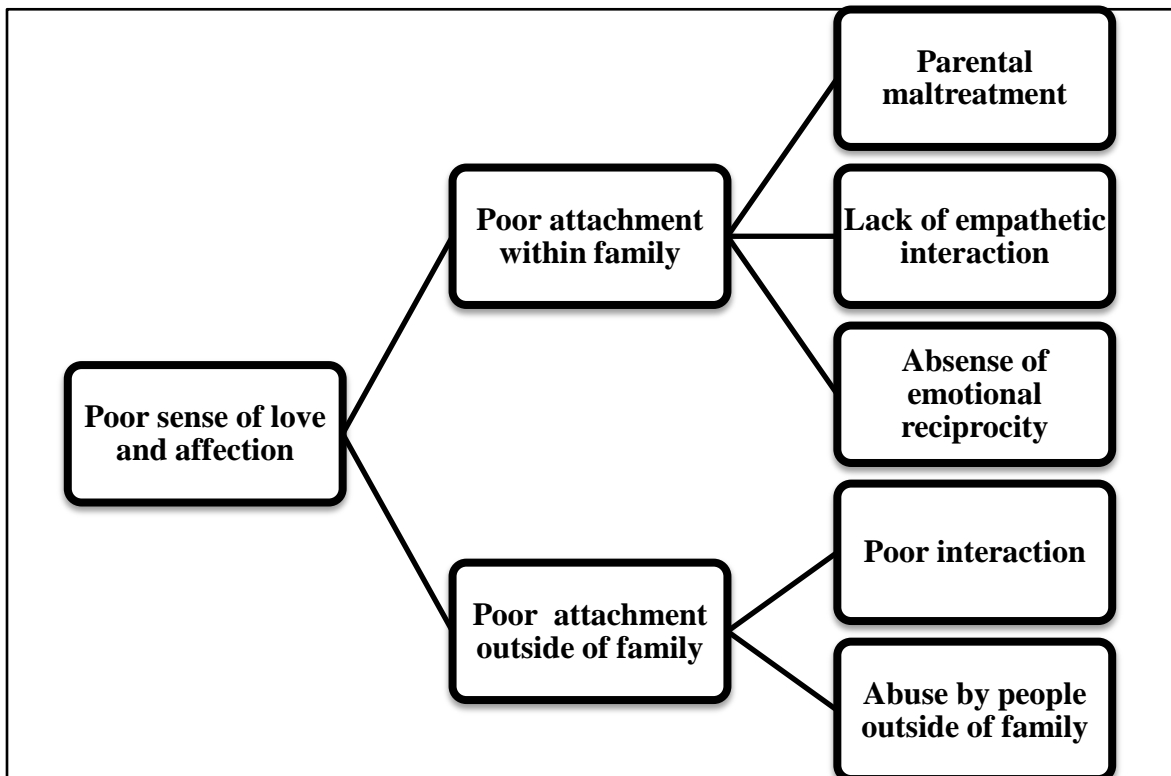 Parental
maltreatment
Poor attachment
within family
Lack of empathetic
interaction
Absense of
emotional
reciprocity
Poor sense of love
and affection
Poor interaction
Poor  attachment
outside of family
Abuse by people
outside of family